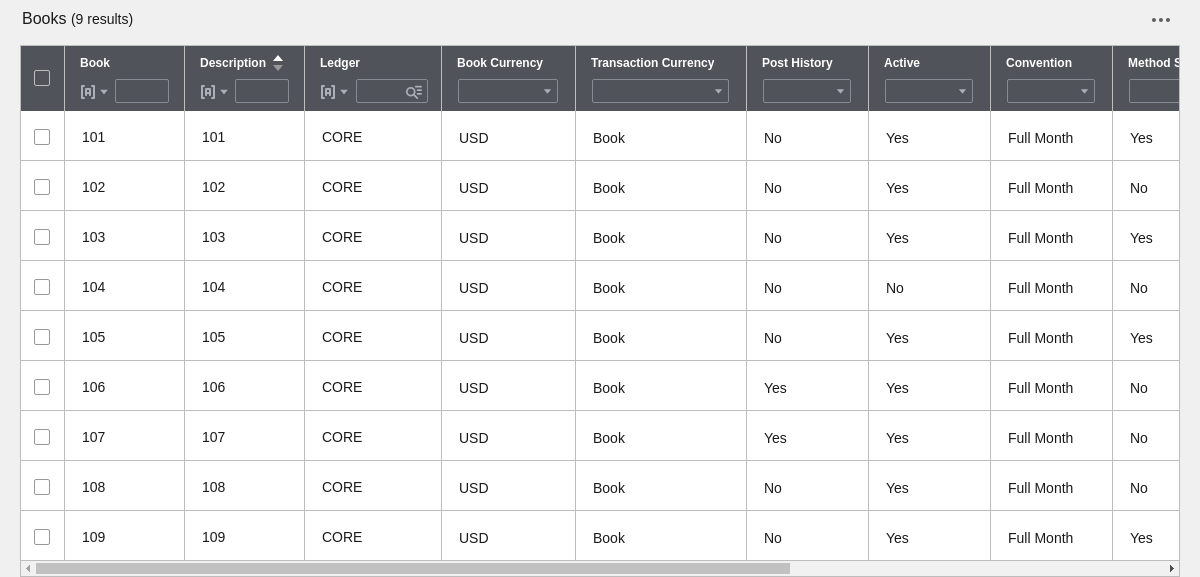 Books (9 results)
Book Description Ledger Book Currency Transaction Currency Post History Active Convention Method S
101 101 CORE USD Book No Yes Full Month Yes
102 102 CORE USD Book No Yes Full Month No
103 103 CORE USD Book No Yes Full Month Yes
104 104 CORE USD Book No No Full Month No
105 105 CORE USD Book No Yes Full Month Yes
106 106 CORE USD Book Yes Yes Full Month No
107 107 CORE USD Book Yes Yes Full Month No
108 108 CORE USD Book No Yes Full Month No
109 109 CORE USD Book No Yes Full Month Yes